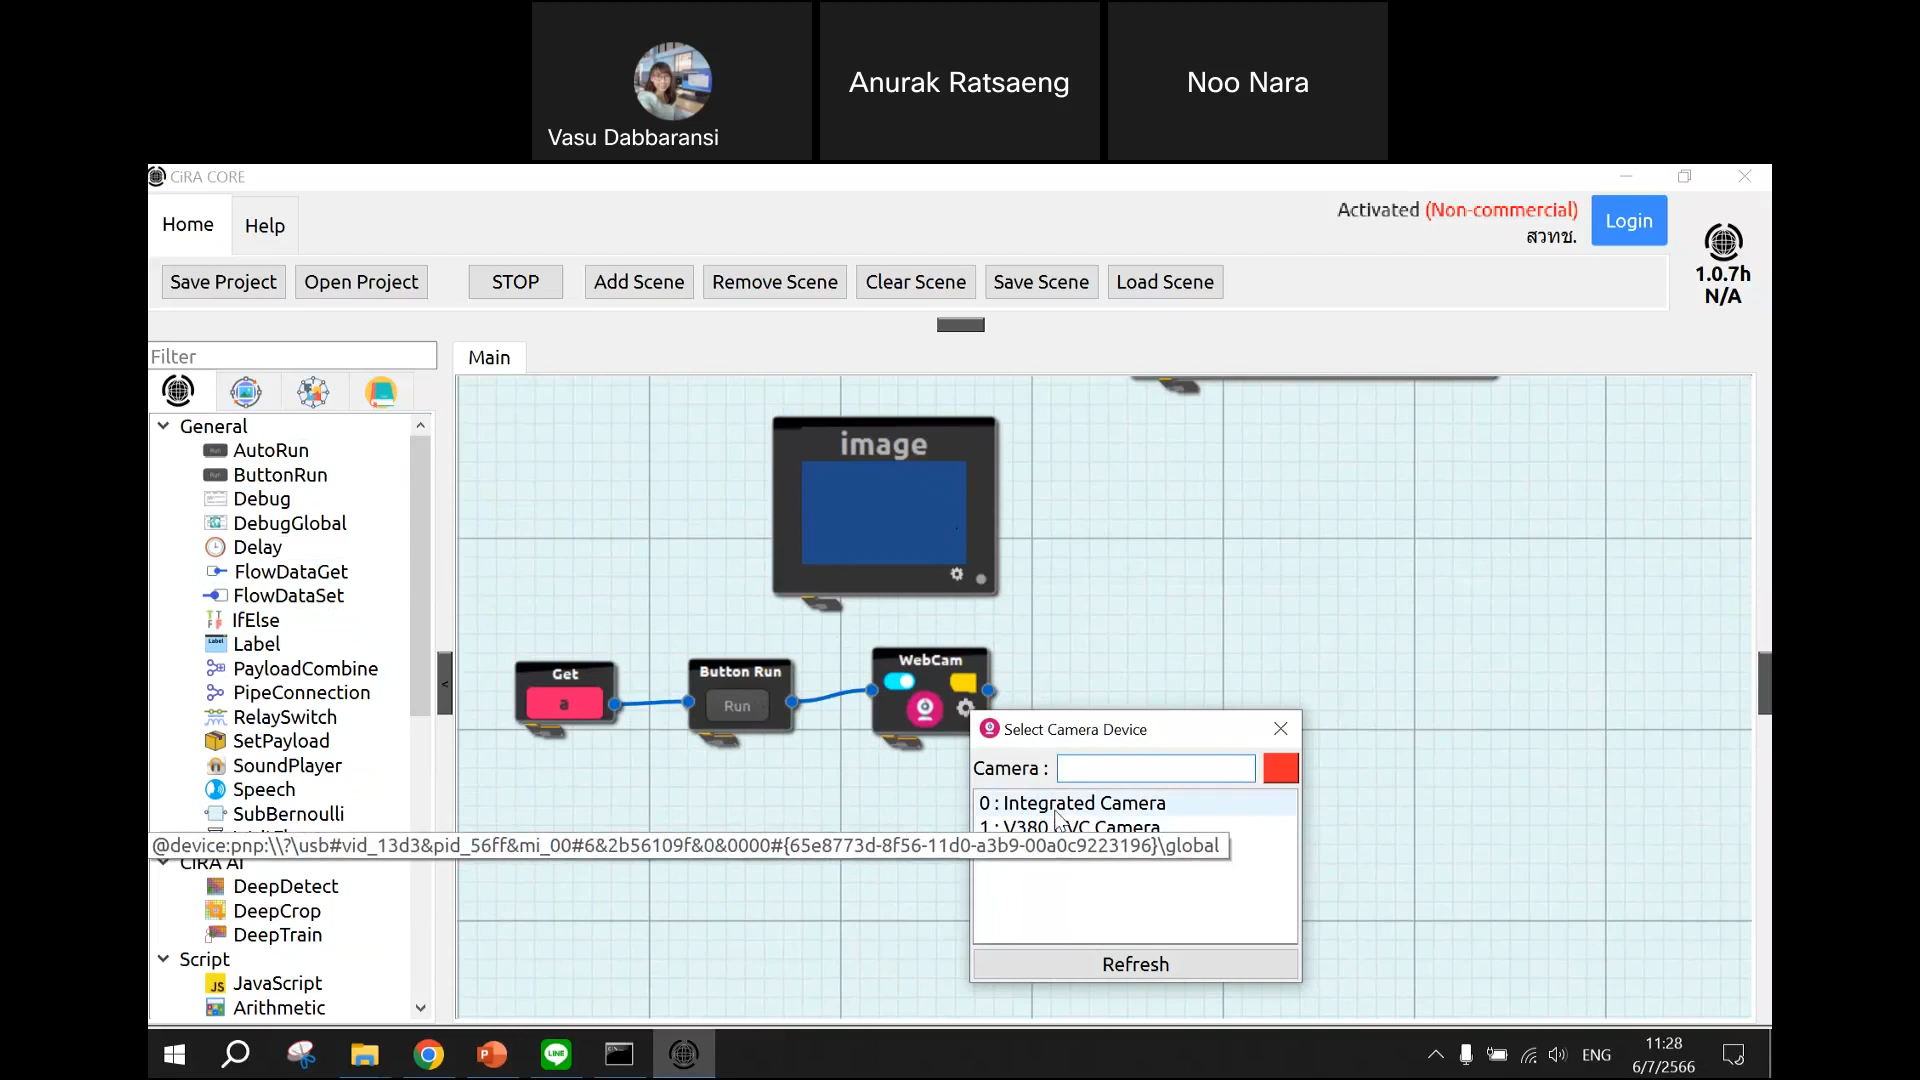 Vasu Dabbaransi
Anurak Ratsaeng
Noo Nara
CiRA CORE
Home
Help
Activated (Non-commercial)
สวทช.
Login
1.0.7h
N/A
Save Project
Open Project
STOP
Add Scene
Remove Scene
Clear Scene
Save Scene
Load Scene
Filter
Main
General
AutoRun
ButtonRun
Debug
DebugGlobal
Delay
FlowDataGet
FlowDataSet
IfElse
Label
PayloadCombine
PipeConnection
RelaySwitch
SetPayload
SoundPlayer
Speech
SubBernoulli
CiRA AI
DeepDetect
DeepCrop
DeepTrain
Script
JavaScript
Arithmetic
image
Get
a
Button Run
Run
WebCam
Select Camera Device
Camera :
0 : Integrated Camera
1 : V380 VC Camera
@device:pnp:\\?\usb#vid_13d3&pid_56ff&mi_00#6&2b56109f&0&0000#{65e8773d-8f56-11d0-a3b9-00a0c9223196}\global
Refresh
ENG
11:28
6/7/2566